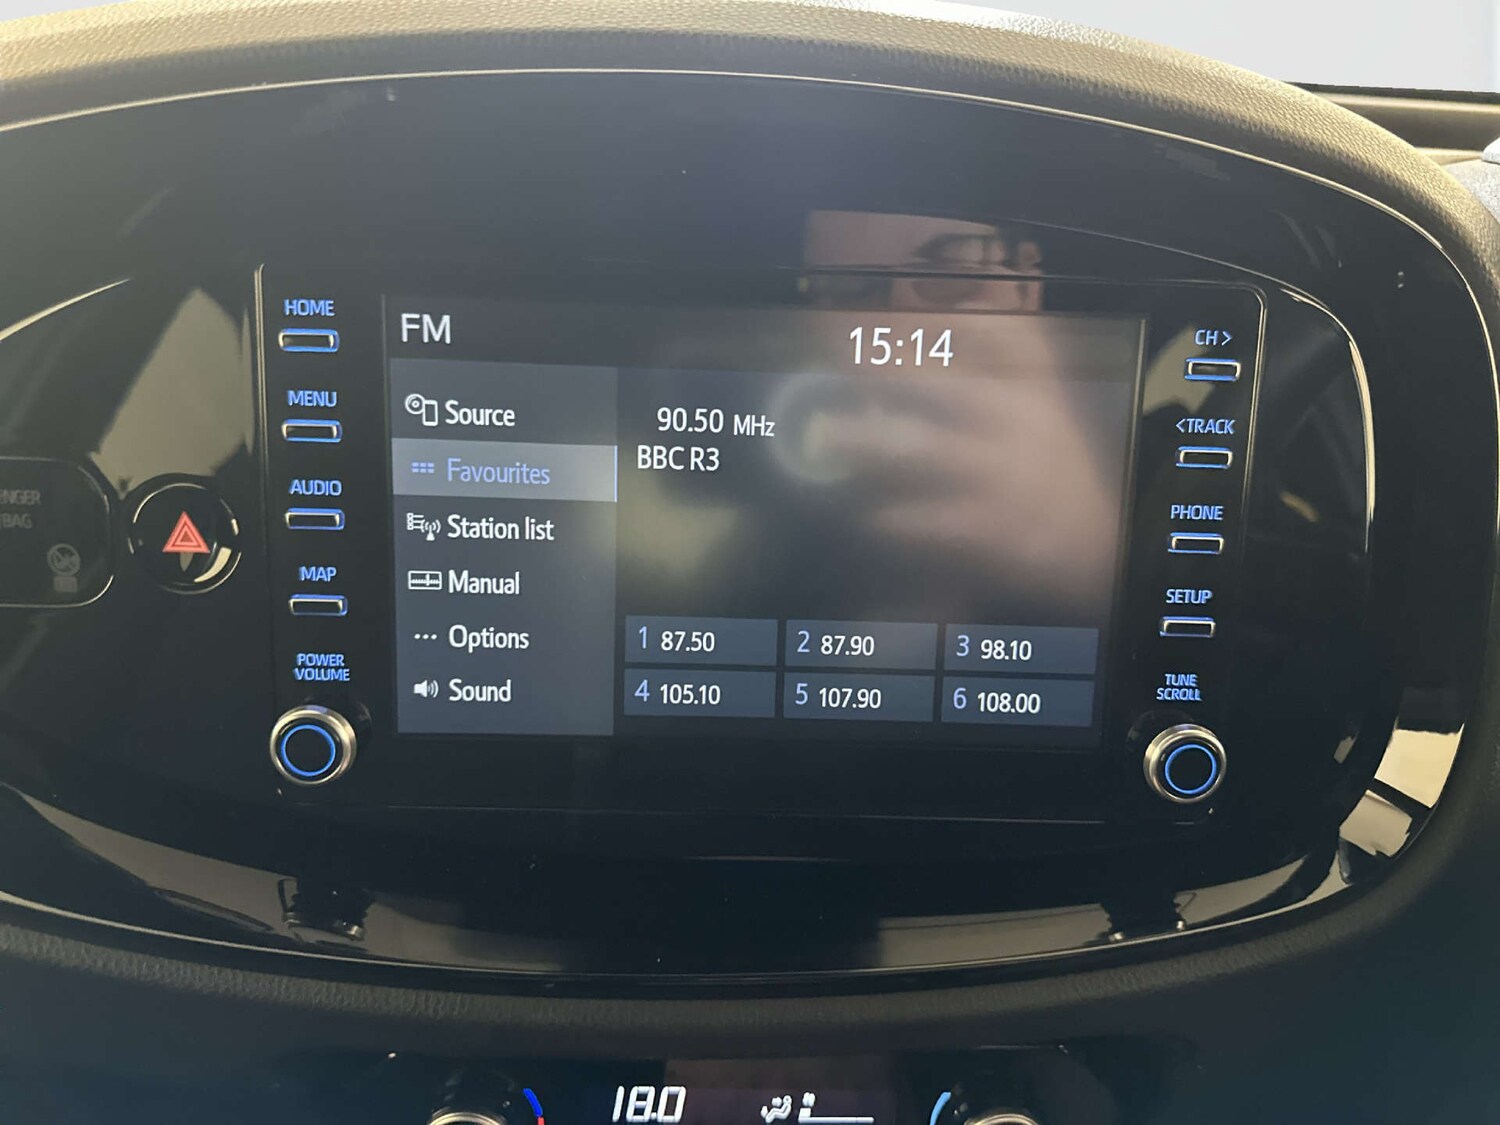 HOME
MENU
AUDIO
MAP
POWER
VOLUME
FM
15:14
Source
Favourites
Station list
Manual
Options
Sound
90.50 MHz
BBC R3
1 87.50
2 87.90
3 98.10
4 105.10
5 107.90
6 108.00
CH >
<TRACK
PHONE
SETUP
TUNE
SCROLL
18.0